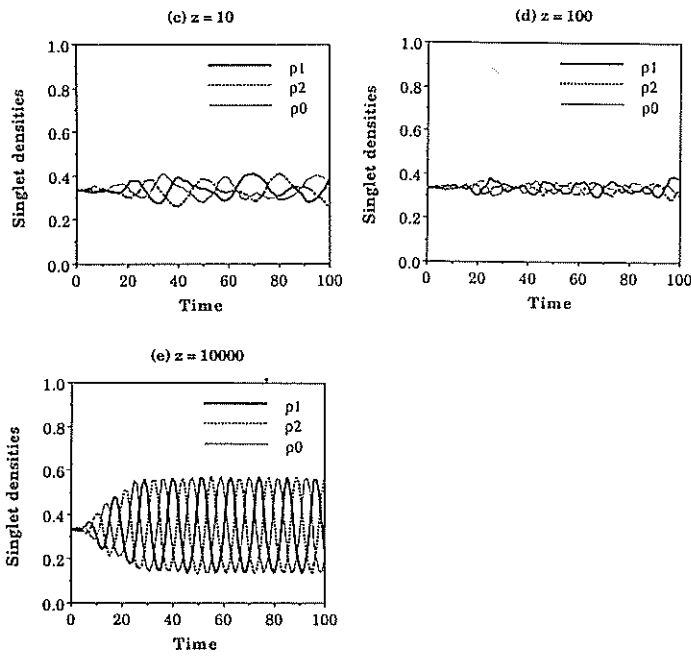 (c) z = 10
Singlet densities
1.0
0.8
0.6
0.4
0.2
0.0
ρ1
ρ2
ρ0
0 20 40 60 80 100
Time
(d) z = 100
Singlet densities
1.0
0.8
0.6
0.4
0.2
0.0
ρ1
ρ2
ρ0
0 20 40 60 80 100
Time
(e) z = 10000
Singlet densities
1.0
0.8
0.6
0.4
0.2
0.0
ρ1
ρ2
ρ0
0 20 40 60 80 100
Time